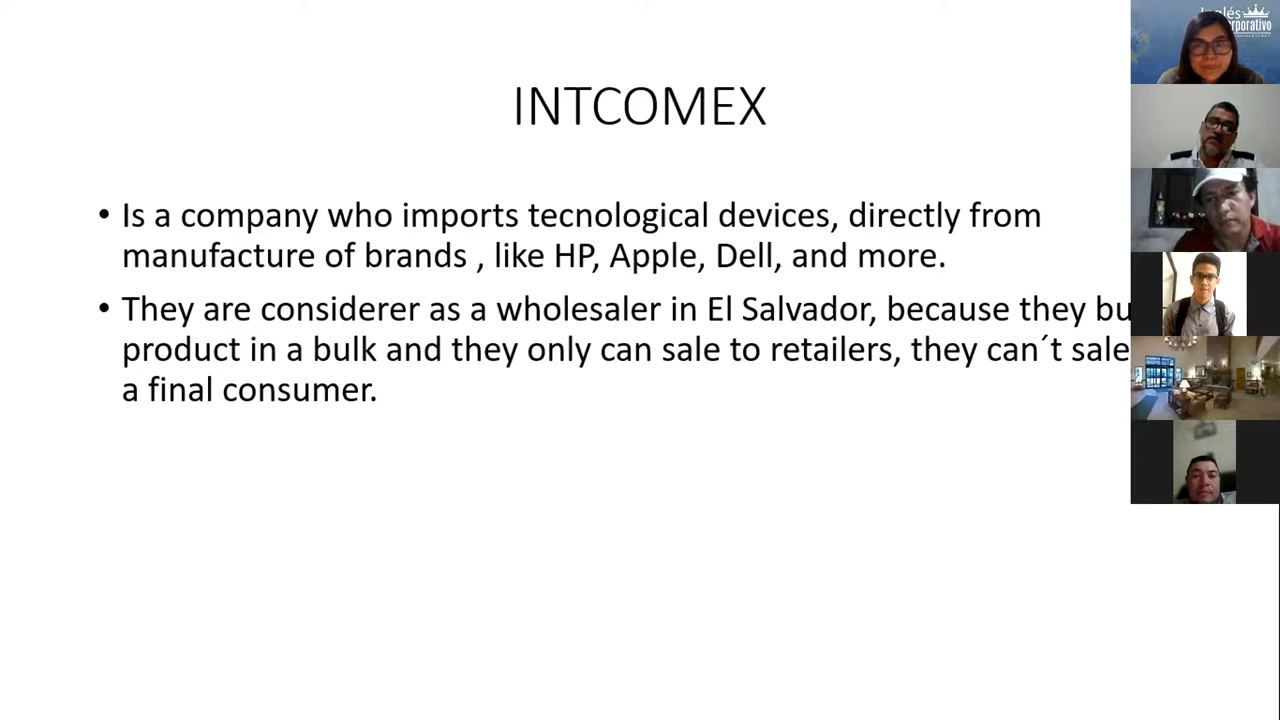 INTCOMEX
• Is a company who imports tecnological devices, directly from
manufacture of brands , like HP, Apple, Dell, and more.
• They are considerer as a wholesaler in El Salvador, because they bu
product in a bulk and they only can sale to retailers, they can´t sale
a final consumer.
Inglés